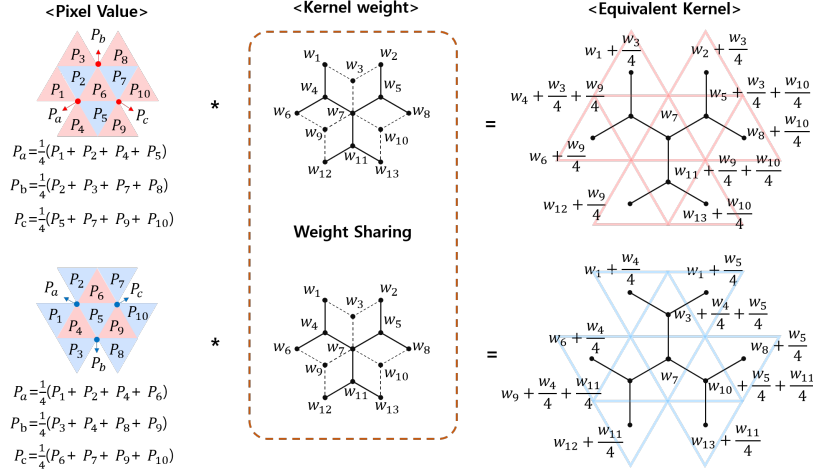 <Pixel Value>
<Kernel weight>
<Equivalent Kernel>
P_b
P_3 P_8
P_2 P_7
P_1 P_6 P_10
P_5
P_a P_4 P_9 P_c
P_a=1/4(P_1+ P_2 + P_4 + P_5)
P_b=1/4(P_2 + P_3 + P_7 + P_8)
P_c=1/4(P_5 + P_7 + P_9 + P_10)
*
w_1 w_2
w_3
w_4 w_5
w_6 w_7 w_8
w_9 w_10
w_11
w_12 w_13
=
w_1 + w_3/4 w_2 + w_3/4
w_4 + w_3/4 + w_9/4 w_5 + w_3/4 + w_10/4
w_7
w_6 + w_9/4 w_8 + w_10/4
w_11 + w_9/4 + w_10/4
w_12 + w_9/4 w_13 + w_10/4
Weight Sharing
P_2 P_7
P_a P_6 P_c
P_1 P_5 P_10
P_4 P_9
P_3 P_8
P_b
P_a=1/4(P_1+ P_2 + P_4 + P_6)
P_b=1/4(P_3 + P_4 + P_8 + P_9)
P_c=1/4(P_6 + P_7 + P_9 + P_10)
*
w_1 w_2
w_3
w_4 w_5
w_6 w_7 w_8
w_9 w_10
w_11
w_12 w_13
=
w_1 + w_4/4 w_1 + w_5/4
w_3 + w_4/4 + w_5/4
w_6 + w_4/4 w_8 + w_5/4
w_7
w_9 + w_4/4 + w_11/4 w_10 + w_5/4 + w_11/4
w_12 + w_11/4 w_13 + w_11/4